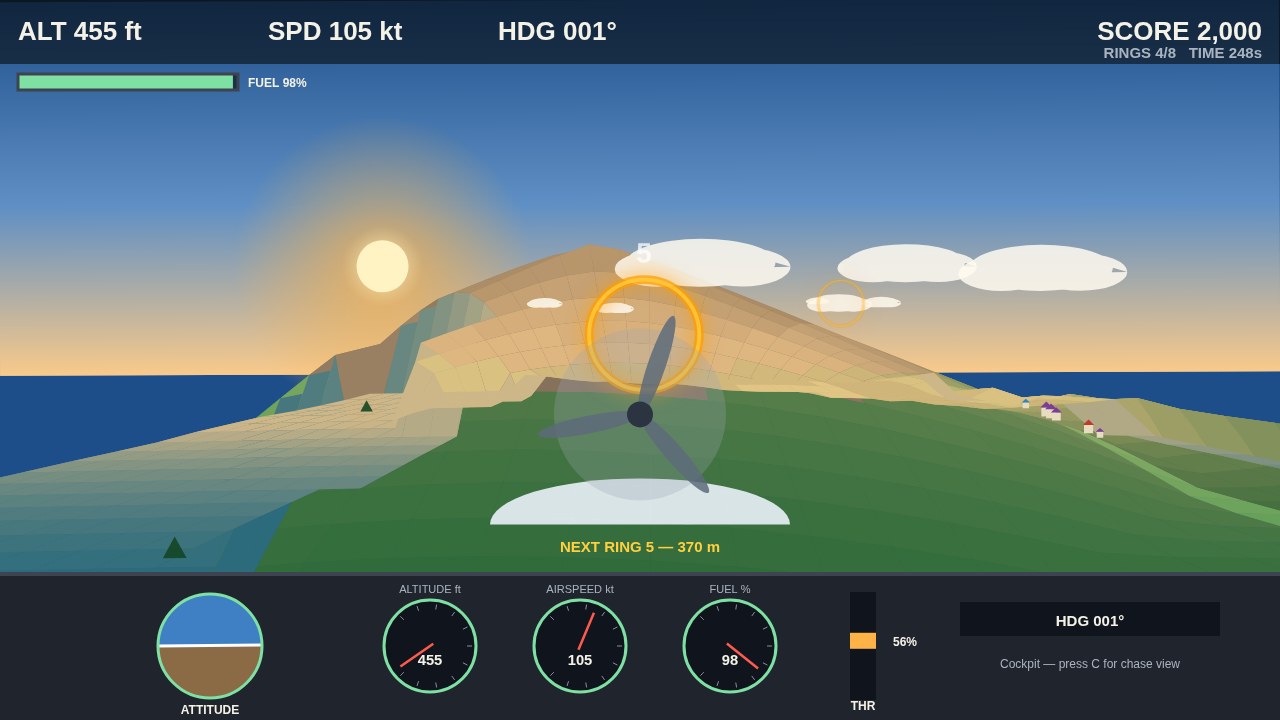 ALT 455 ft SPD 105 kt HDG 001° SCORE 2,000
RINGS 4/8 TIME 248s
FUEL 98%
5
NEXT RING 5 — 370 m
ALTITUDE ft AIRSPEED kt FUEL %
455 105 98
56%
HDG 001°
Cockpit — press C for chase view
ATTITUDE
THR